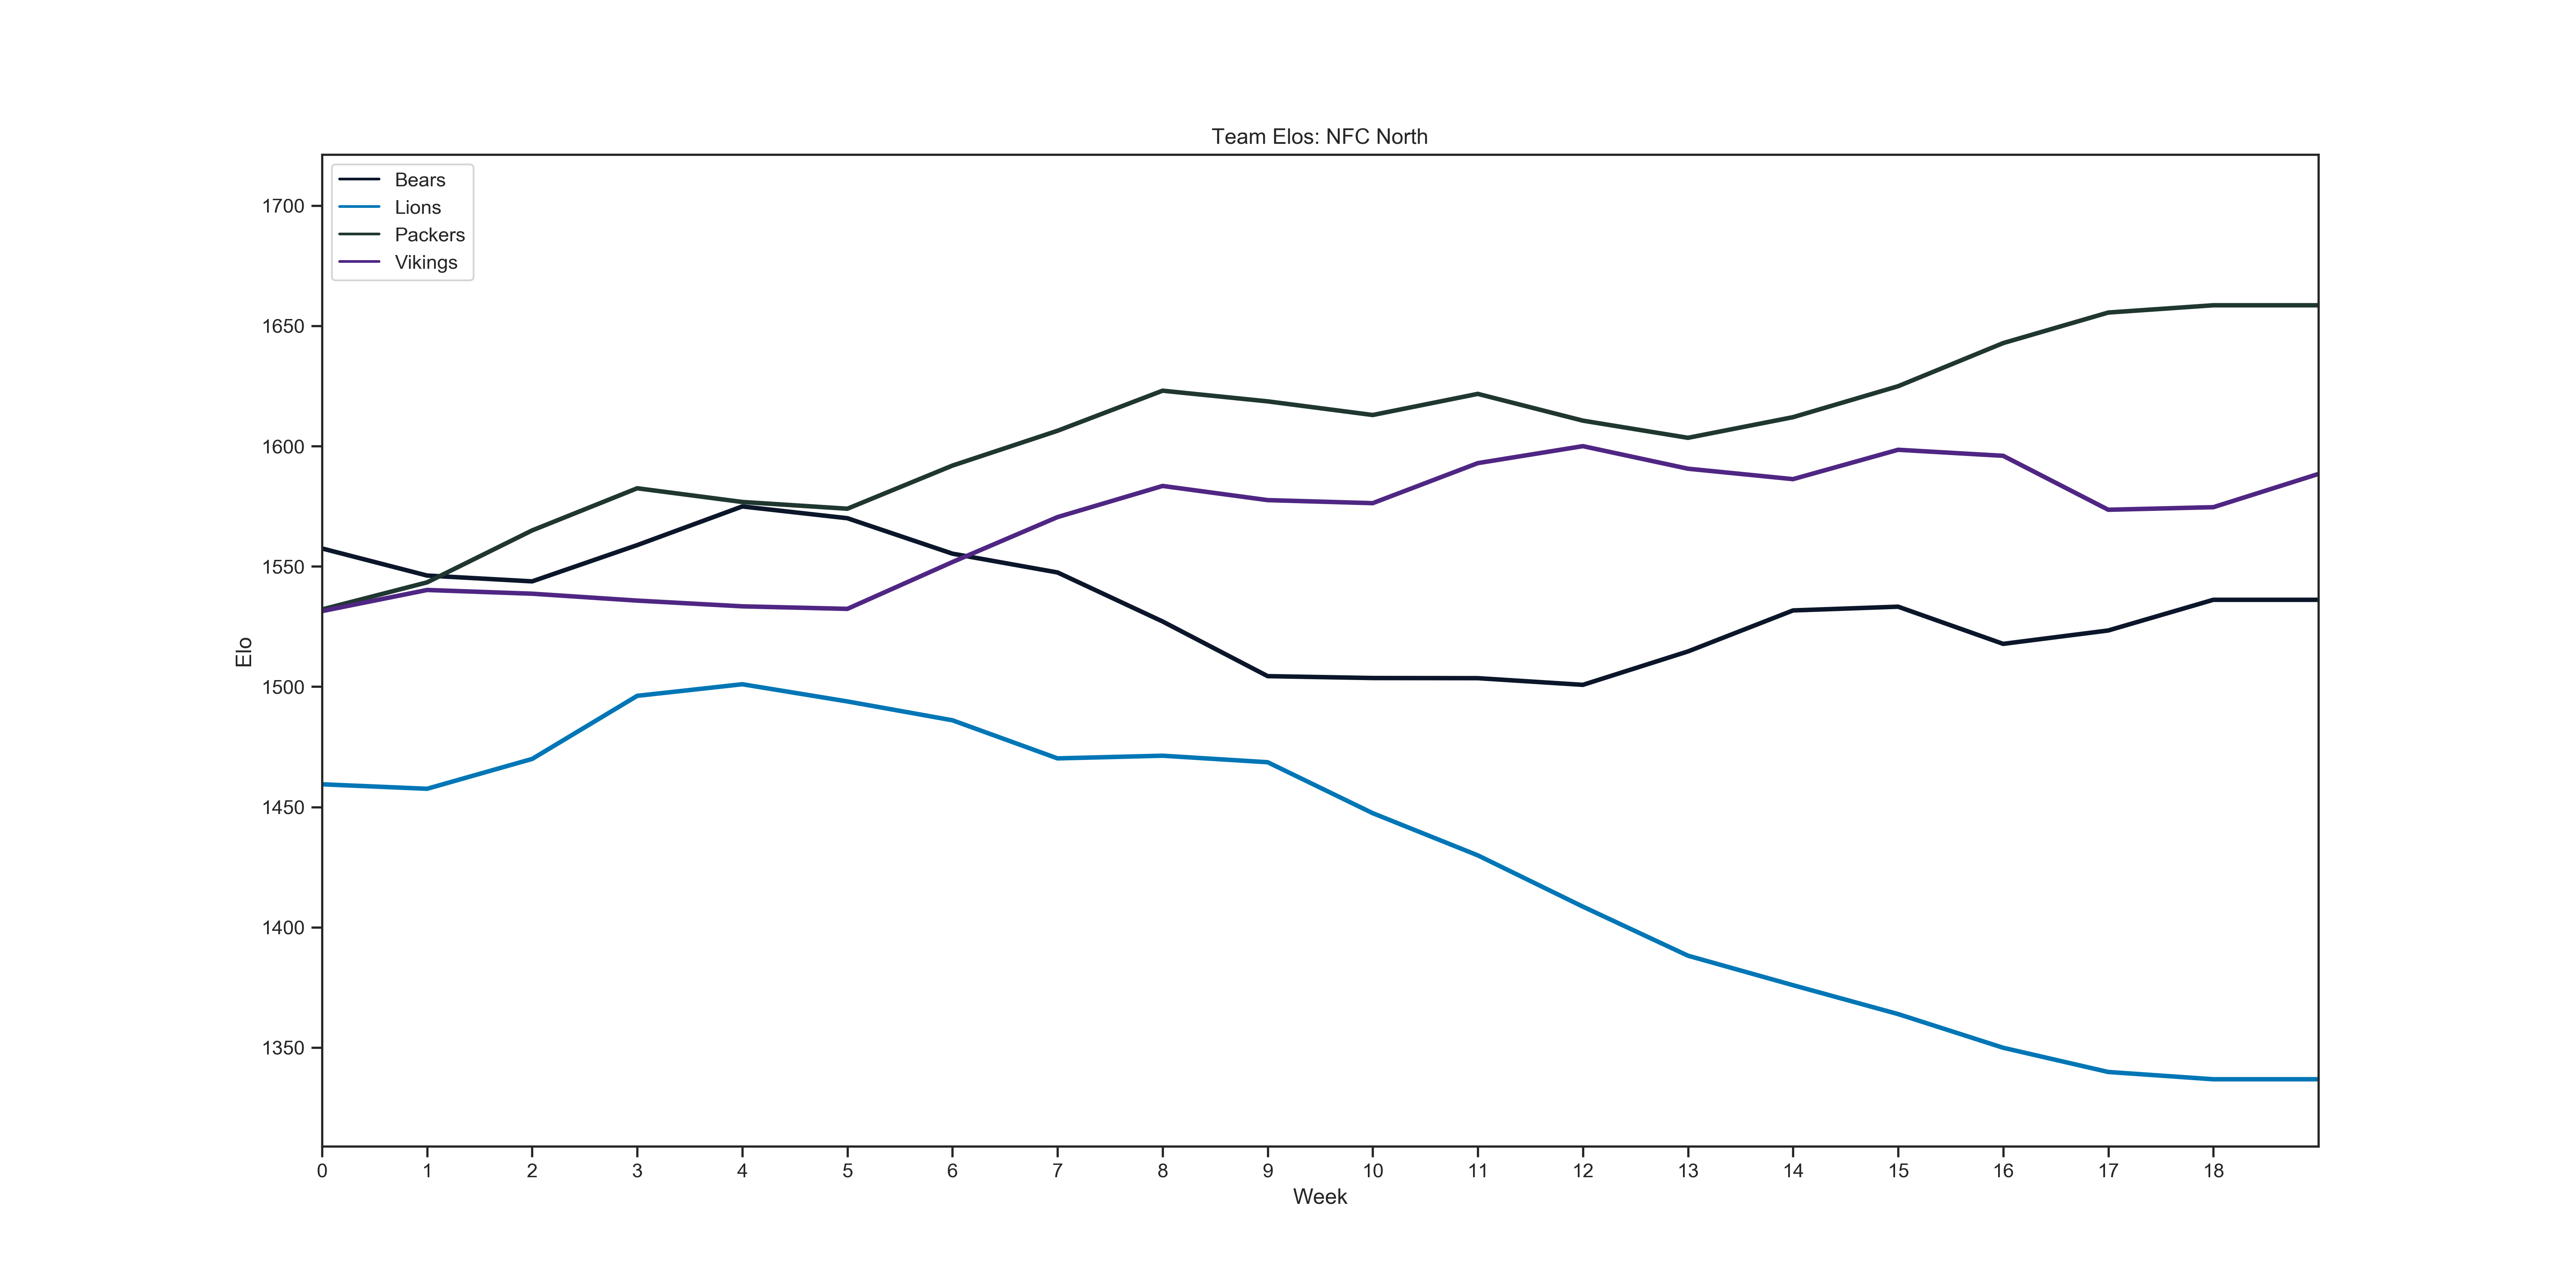 Team Elos: NFC North
Bears
Lions
Packers
Vikings
1700
1650
1600
1550
1500
1450
1400
1350
Elo
0 1 2 3 4 5 6 7 8 9 10 11 12 13 14 15 16 17 18
Week